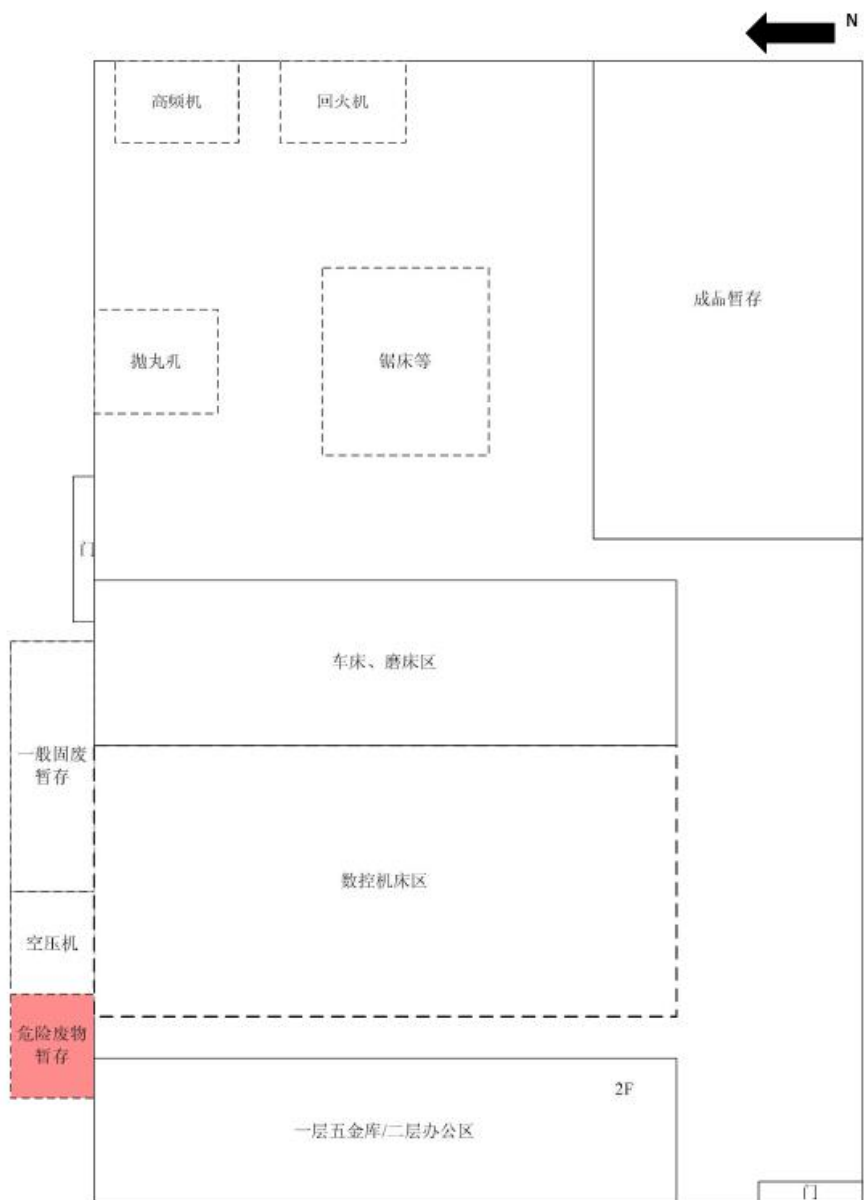 N
高频机
回火机
成品暂存
抛丸机
锯床等
门
车床、磨床区
一般固废
暂存
数控机床区
空压机
危险废物
暂存
2F
一层五金库/二层办公区
门